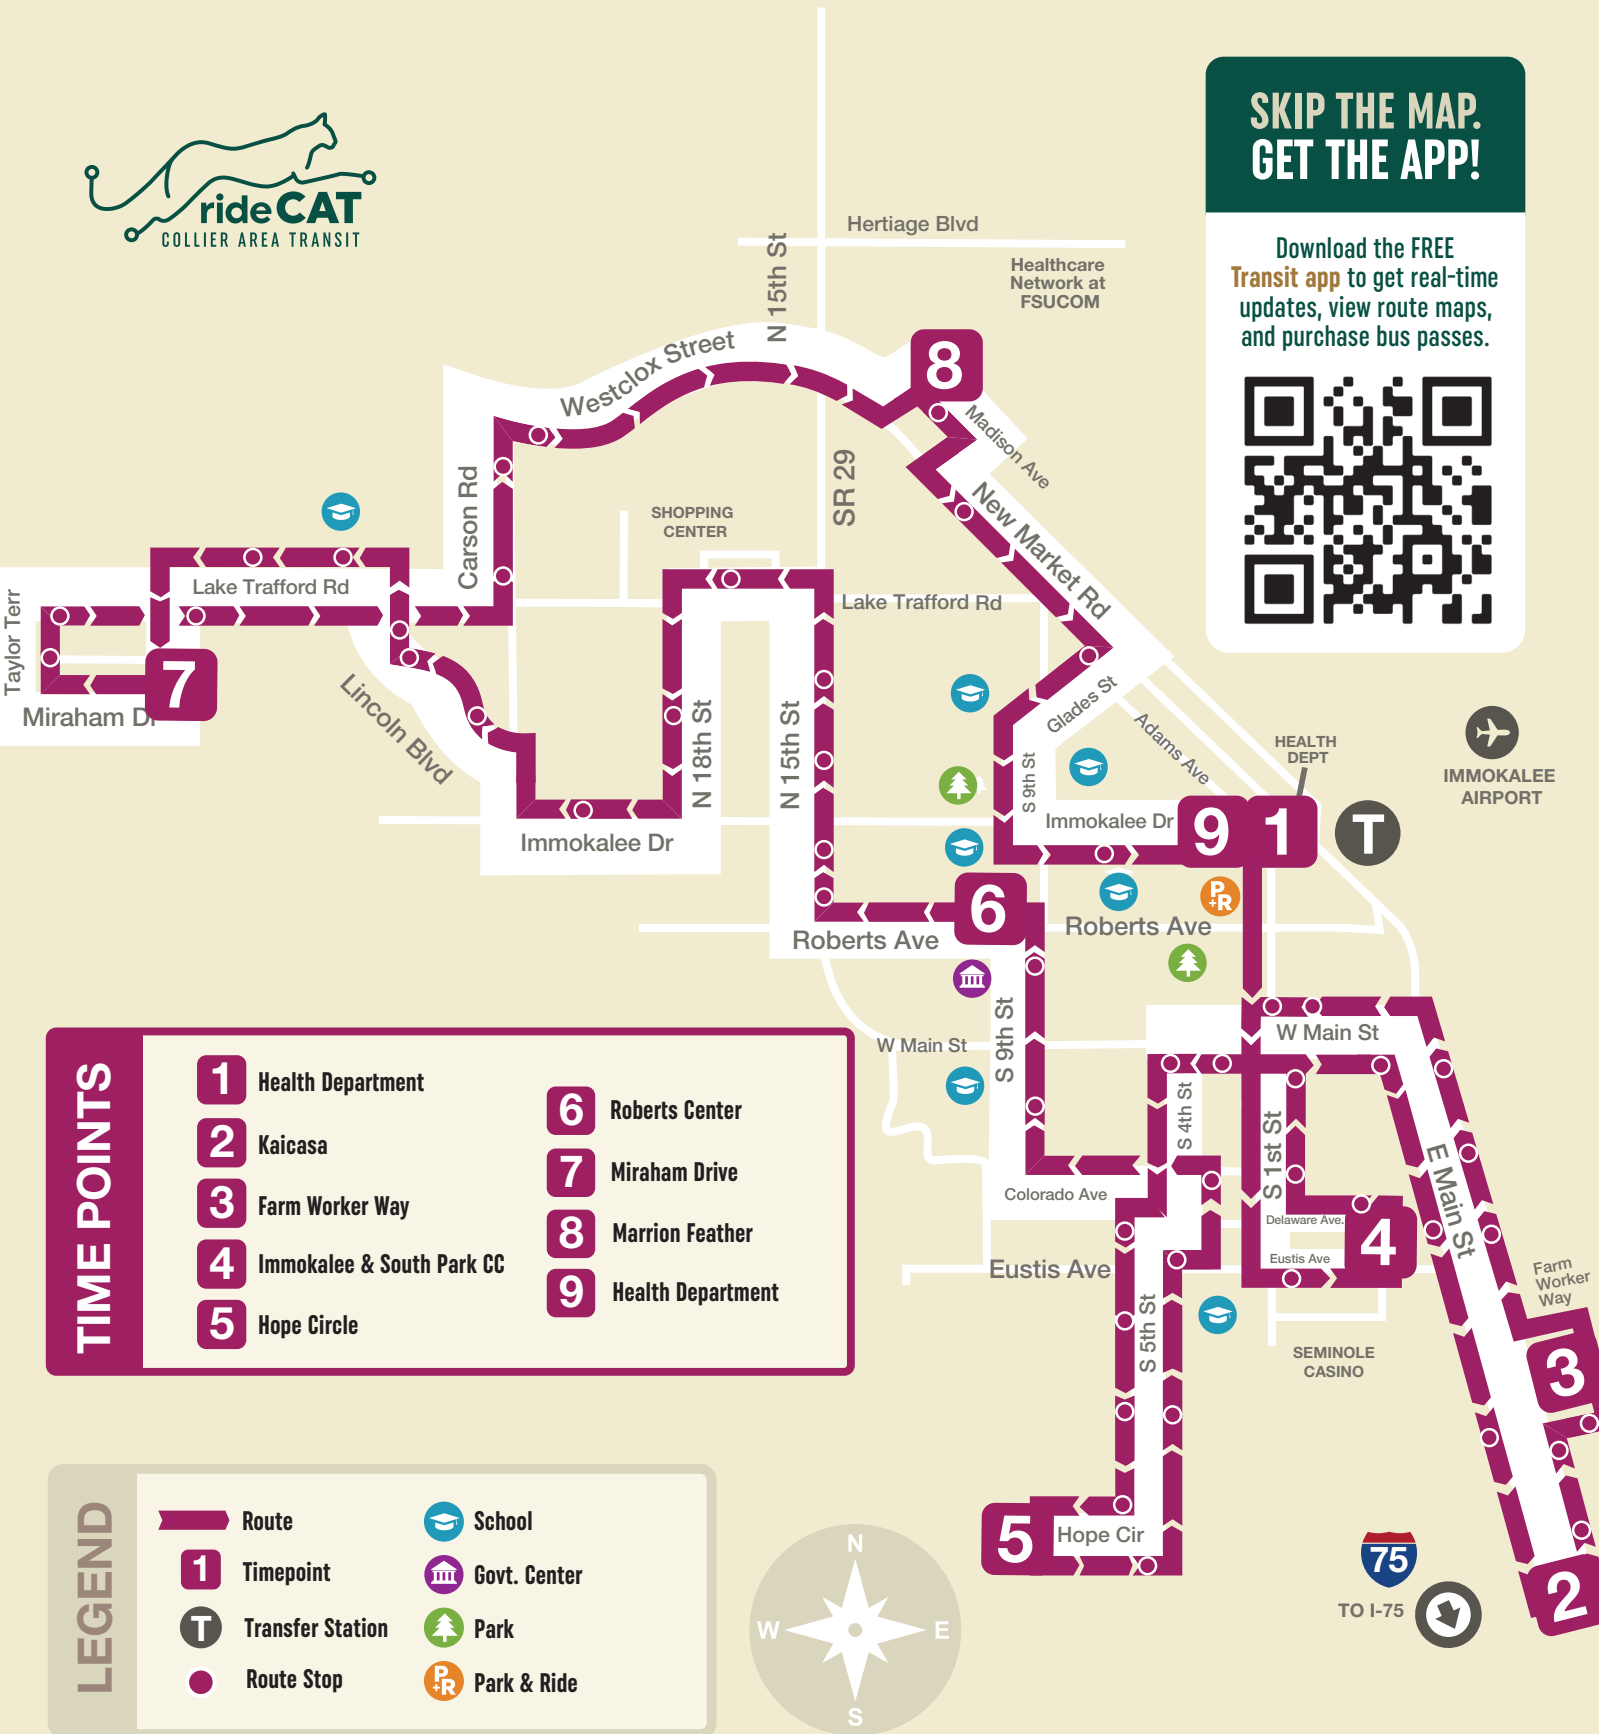 rideCAT
COLLIER AREA TRANSIT
SKIP THE MAP.
GET THE APP!
Download the FREE
Transit app to get real-time
updates, view route maps,
and purchase bus passes.
Hertiage Blvd
Healthcare
Network at
FSUCOM
N 15th St
Westclox Street
8
Madison Ave
SR 29
New Market Rd
Carson Rd
SHOPPING
CENTER
Lake Trafford Rd
Lake Trafford Rd
Taylor Terr
7
Miraham Dr
Lincoln Blvd
N 18th St
N 15th St
Glades St
Adams Ave
S 9th St
HEALTH
DEPT
IMMOKALEE
AIRPORT
Immokalee Dr
Immokalee Dr
9
1
T
P+R
6
Roberts Ave
Roberts Ave
W Main St
W Main St
S 9th St
S 4th St
S 1st St
E Main St
Colorado Ave
Delaware Ave.
4
Eustis Ave
Eustis Ave
S 5th St
SEMINOLE
CASINO
Farm
Worker
Way
3
5
Hope Cir
75
TO I-75
2
TIME POINTS
1 Health Department
2 Kaicasa
3 Farm Worker Way
4 Immokalee & South Park CC
5 Hope Circle
6 Roberts Center
7 Miraham Drive
8 Marrion Feather
9 Health Department
LEGEND
Route
1 Timepoint
T Transfer Station
Route Stop
School
Govt. Center
Park
P+R Park & Ride
N
W
E
S